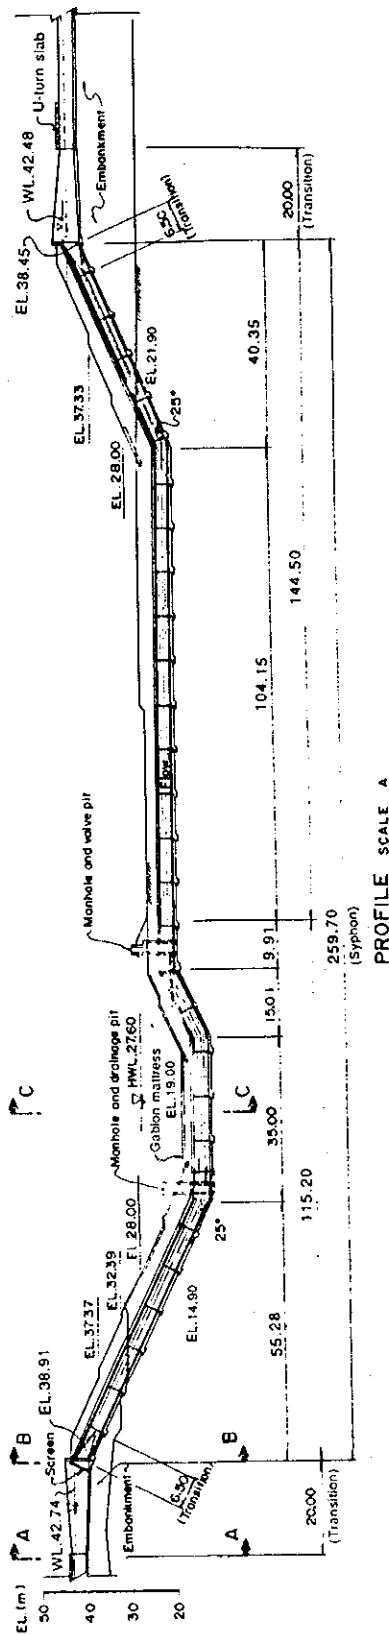 EL.(m)
50
40
30
20
A
B
C
WL.42.74
Screen
EL.38.91
EL.37.37
EL.32.39
EL.28.00
Manhole and drainage pit
HWL.27.60
Gabion mattress
EL.19.00
Manhole and valve pit
EL.28.00
EL.37.33
EL.38.45
WL.42.48
U-turn slab
Embankment
6.50
(Transition)
EL.21.90
25°
Flow
Embankment
6.50
(Transition)
EL.14.90
25°
A
B
C
20.00
(Transition)
55.28
35.00
15.01
9.91
104.15
40.35
20.00
(Transition)
115.20
144.50
259.70
(Syphon)
PROFILE SCALE A